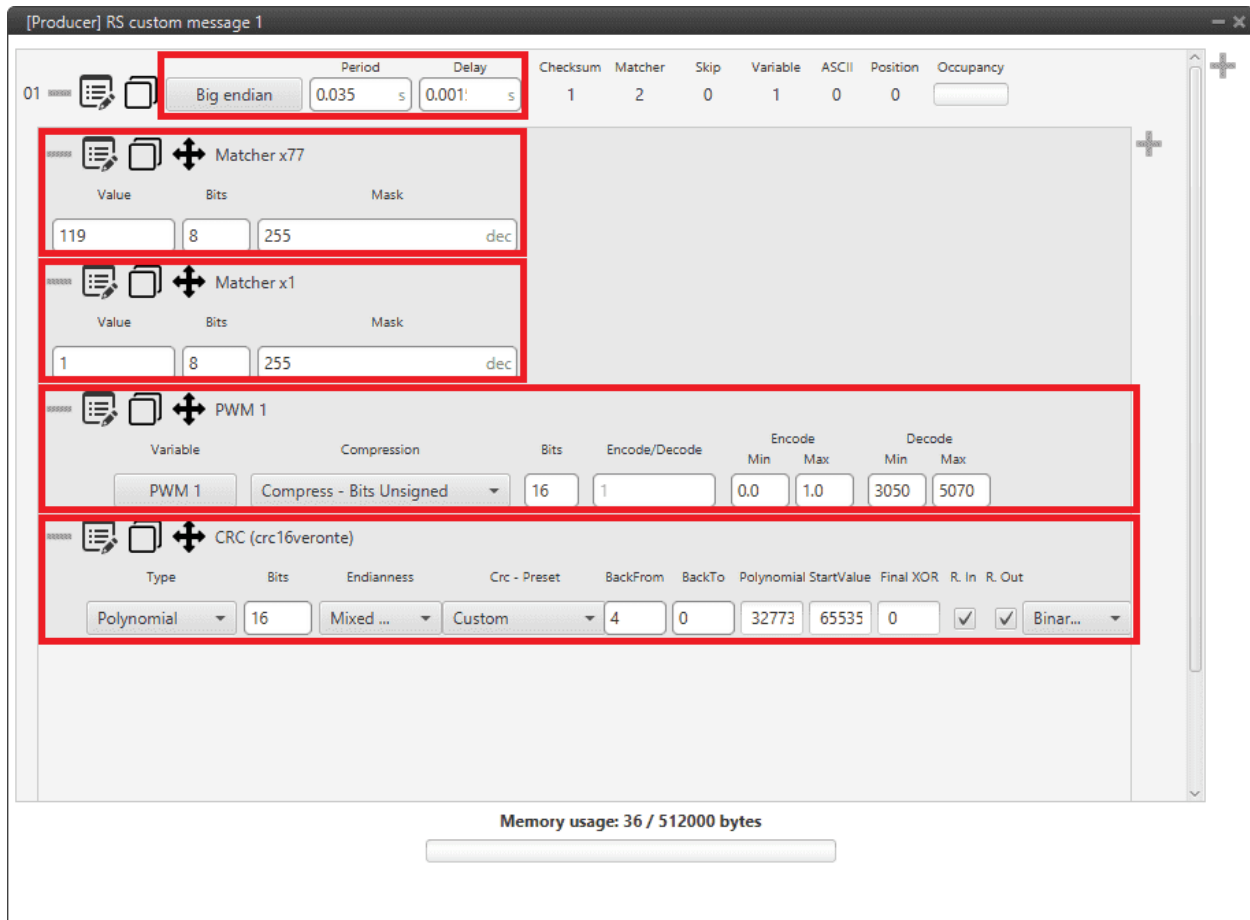 [Producer] RS custom message 1
Period Delay Checksum Matcher Skip Variable ASCII Position Occupancy
01 Big endian 0.035 s 0.001 s 1 2 0 1 0 0
Matcher x77
Value Bits Mask
119 8 255 dec
Matcher x1
Value Bits Mask
1 8 255 dec
PWM 1
Variable Compression Bits Encode/Decode Encode Decode
Min Max Min Max
PWM 1 Compress - Bits Unsigned 16 1 0.0 1.0 3050 5070
CRC (crc16veronte)
Type Bits Endianness Crc - Preset BackFrom BackTo Polynomial StartValue Final XOR R. In R. Out
Polynomial 16 Mixed ... Custom 4 0 32773 65535 0 Binar...
Memory usage: 36 / 512000 bytes